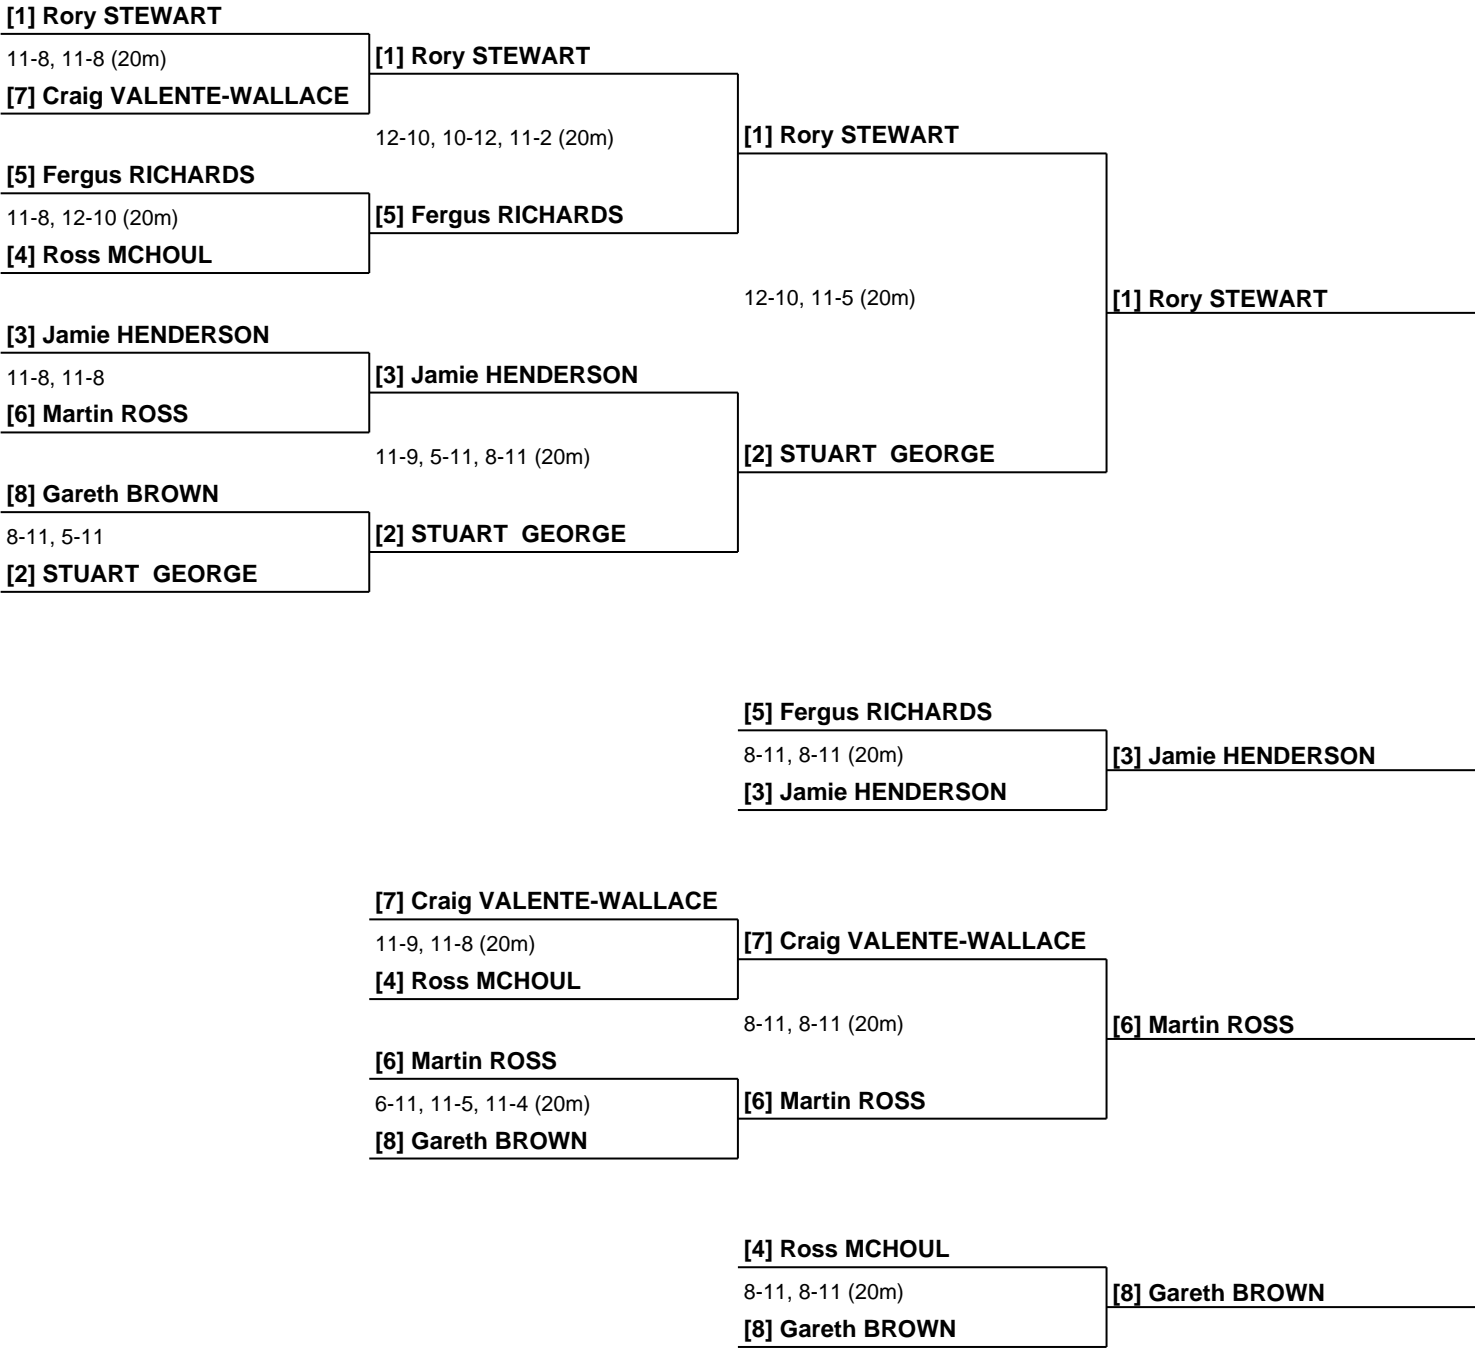 [1] Rory STEWART
11-8, 11-8 (20m)
[7] Craig VALENTE-WALLACE
[5] Fergus RICHARDS
11-8, 12-10 (20m)
[4] Ross MCHOUL
[3] Jamie HENDERSON
11-8, 11-8
[6] Martin ROSS
[8] Gareth BROWN
8-11, 5-11
[2] STUART  GEORGE
[1] Rory STEWART
12-10, 10-12, 11-2 (20m)
[5] Fergus RICHARDS
[3] Jamie HENDERSON
11-9, 5-11, 8-11 (20m)
[2] STUART  GEORGE
[1] Rory STEWART
12-10, 11-5 (20m)
[2] STUART  GEORGE
[1] Rory STEWART
[5] Fergus RICHARDS
8-11, 8-11 (20m)
[3] Jamie HENDERSON
[3] Jamie HENDERSON
[7] Craig VALENTE-WALLACE
11-9, 11-8 (20m)
[4] Ross MCHOUL
[6] Martin ROSS
6-11, 11-5, 11-4 (20m)
[8] Gareth BROWN
[7] Craig VALENTE-WALLACE
8-11, 8-11 (20m)
[6] Martin ROSS
[6] Martin ROSS
[4] Ross MCHOUL
8-11, 8-11 (20m)
[8] Gareth BROWN
[8] Gareth BROWN